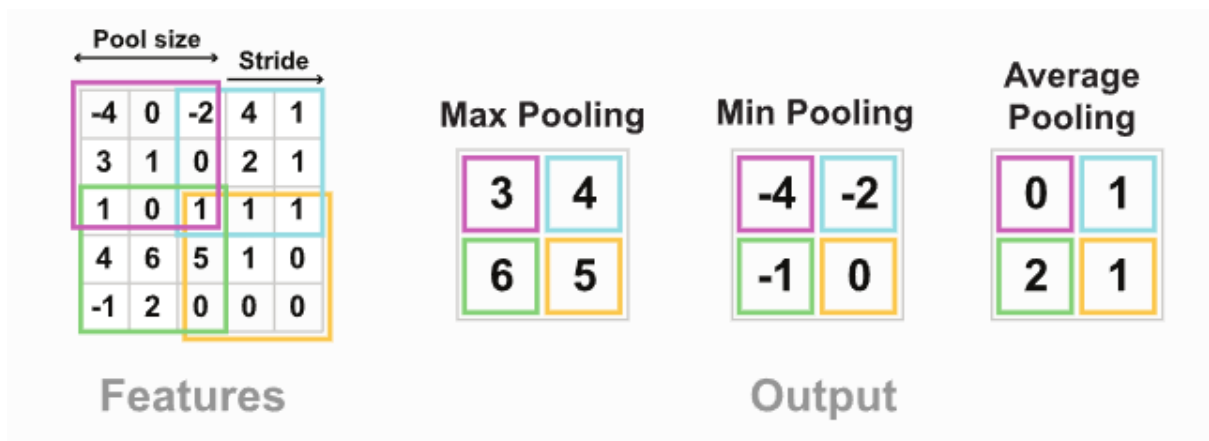 Pool size
Stride
-4 0 -2 4 1
3 1 0 2 1
1 0 1 1 1
4 6 5 1 0
-1 2 0 0 0
Features
Max Pooling
3 4
6 5
Min Pooling
-4 -2
-1 0
Average
Pooling
0 1
2 1
Output